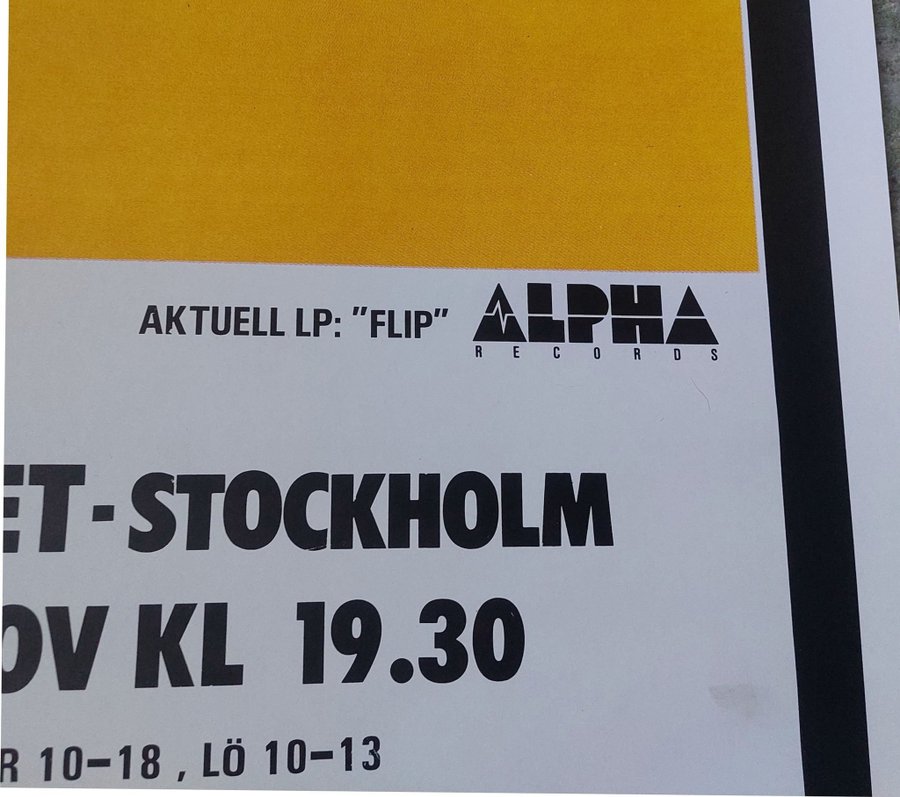 AKTUELL LP: "FLIP"
ALPHA
RECORDS
ET-STOCKHOLM
OV KL 19.30
R 10-18, LÖ 10-13